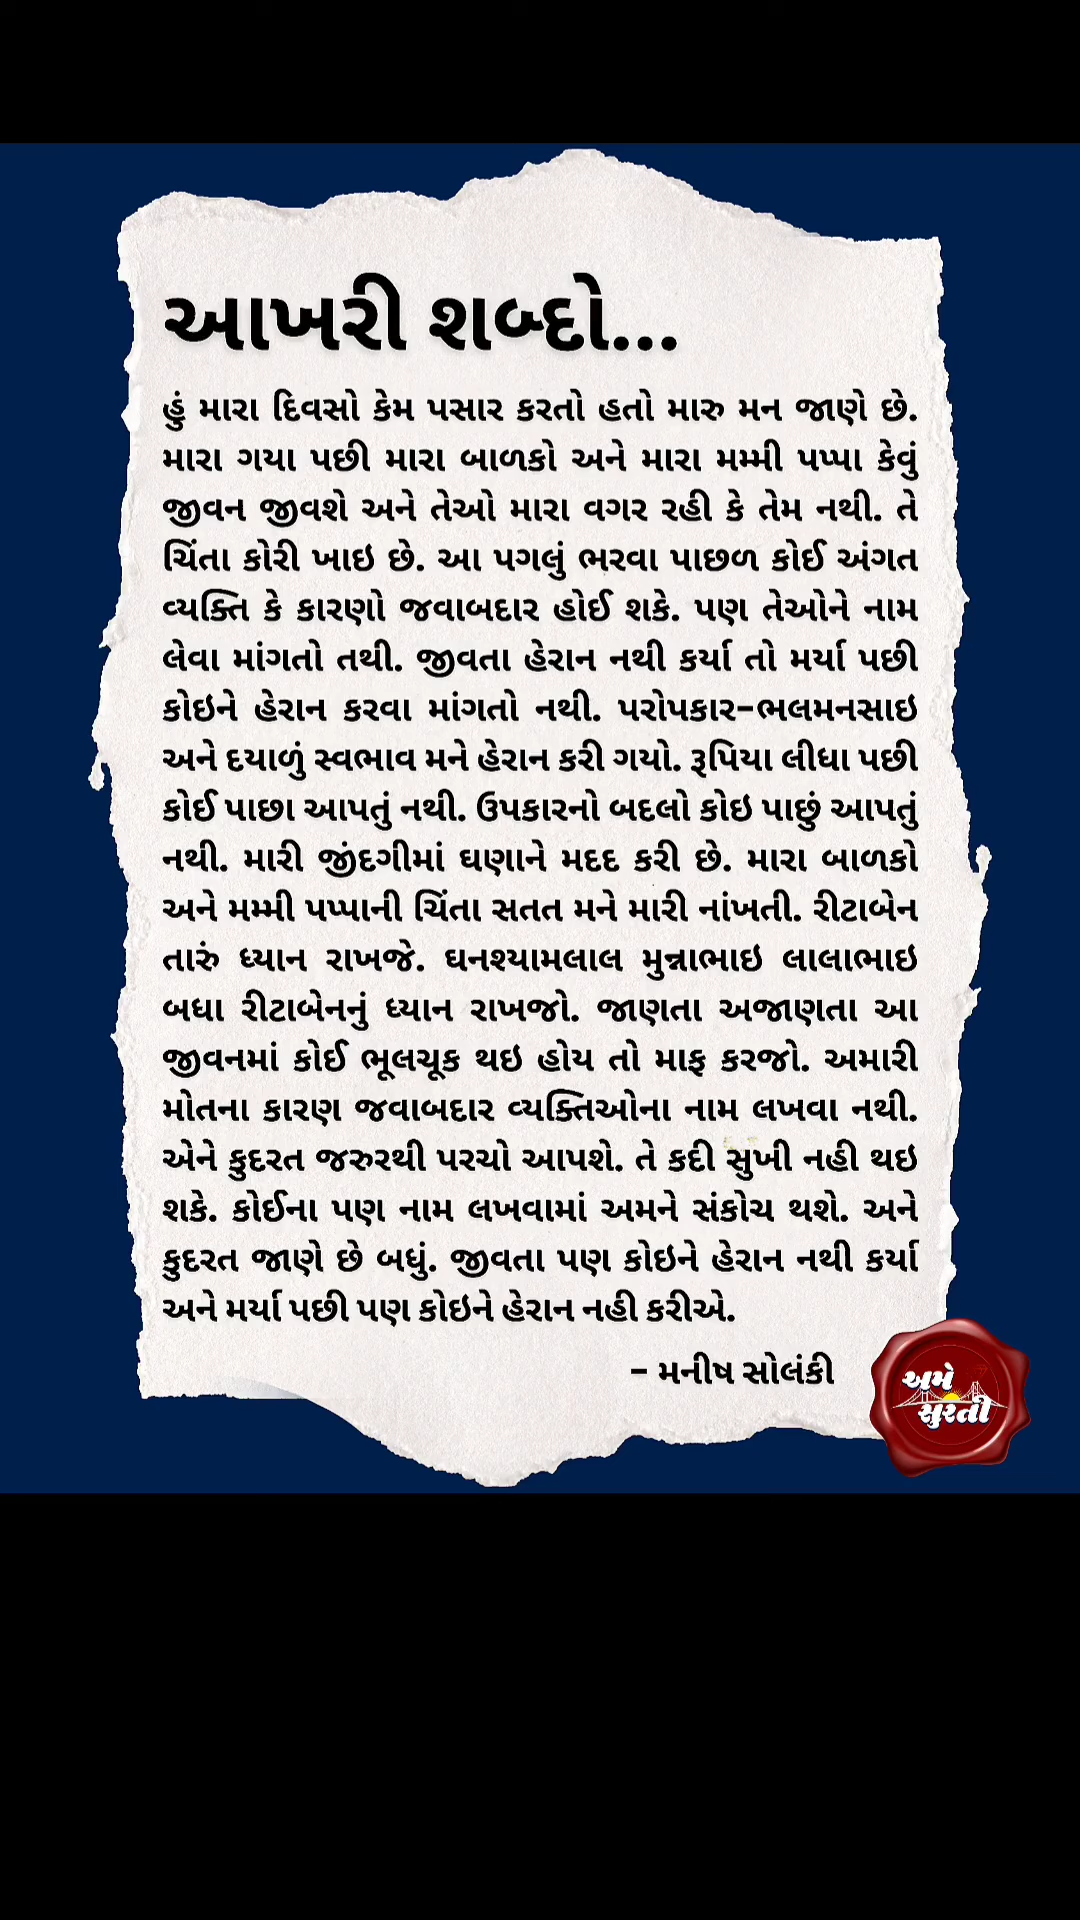 આખરી શબ્દો...
હું મારા દિવસો કેમ પસાર કરતો હતો મારુ મન જાણે છે.
મારા ગયા પછી મારા બાળકો અને મારા મમ્મી પપ્પા કેવું
જીવન જીવશે અને તેઓ મારા વગર રહી કે તેમ નથી. તે
ચિંતા કોરી ખાઇ છે. આ પગલું ભરવા પાછળ કોઈ અંગત
વ્યક્તિ કે કારણો જવાબદાર હોઈ શકે. પણ તેઓને નામ
લેવા માંગતો તથી. જીવતા હેરાન નથી કર્યા તો મર્યા પછી
કોઇને હેરાન કરવા માંગતો નથી. પરોપકાર-ભલમનસાઇ
અને દયાળું સ્વભાવ મને હેરાન કરી ગયો. રૂપિયા લીધા પછી
કોઈ પાછા આપતું નથી. ઉપકારનો બદલો કોઇ પાછું આપતું
નથી. મારી જીંદગીમાં ઘણાને મદદ કરી છે. મારા બાળકો
અને મમ્મી પપ્પાની ચિંતા સતત મને મારી નાંખતી. રીટાબેન
તારું ધ્યાન રાખજે. ઘનશ્યામલાલ મુન્નાભાઇ લાલાભાઇ
બધા રીટાબેનનું ધ્યાન રાખજો. જાણતા અજાણતા આ
જીવનમાં કોઈ ભૂલચૂક થઇ હોય તો માફ કરજો. અમારી
મોતના કારણ જવાબદાર વ્યક્તિઓના નામ લખવા નથી.
એને કુદરત જરુરથી પરચો આપશે. તે કદી સુખી નહી થઇ
શકે. કોઈના પણ નામ લખવામાં અમને સંકોચ થશે. અને
કુદરત જાણે છે બધું. જીવતા પણ કોઇને હેરાન નથી કર્યા
અને મર્યા પછી પણ કોઇને હેરાન નહી કરીએ.
- મનીષ સોલંકી
અમે
સુરતી